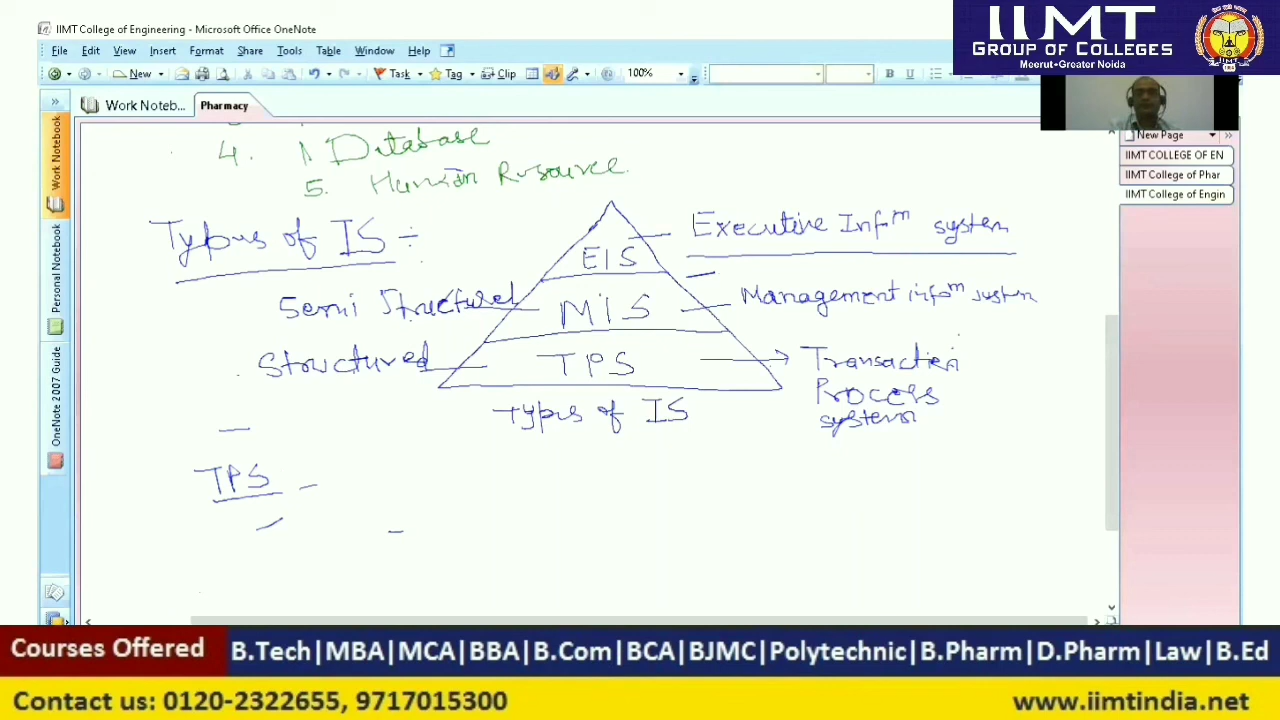 IIMT College of Engineering - Microsoft Office OneNote
IIMT
GROUP OF COLLEGES
Meerut•Greater Noida
File Edit View Insert Format Share Tools Table Window Help
New Task Tag Clip 100% B U
Work Noteb... Pharmacy
New Page
IIMT COLLEGE OF EN
IIMT College of Phar
IIMT College of Engin
Work Notebook
Personal Notebook
OneNote 2007 Guide
4. Database
5. Human Resource
Types of IS :-
EIS
Executive Infm system
Semi Structured
MIS
Management infom system
Structured
TPS
Transaction
Process
system
Types of IS
TPS
Courses Offered
B.Tech|MBA|MCA|BBA|B.Com|BCA|BJMC|Polytechnic|B.Pharm|D.Pharm|Law|B.Ed
Contact us: 0120-2322655, 9717015300
www.iimtindia.net